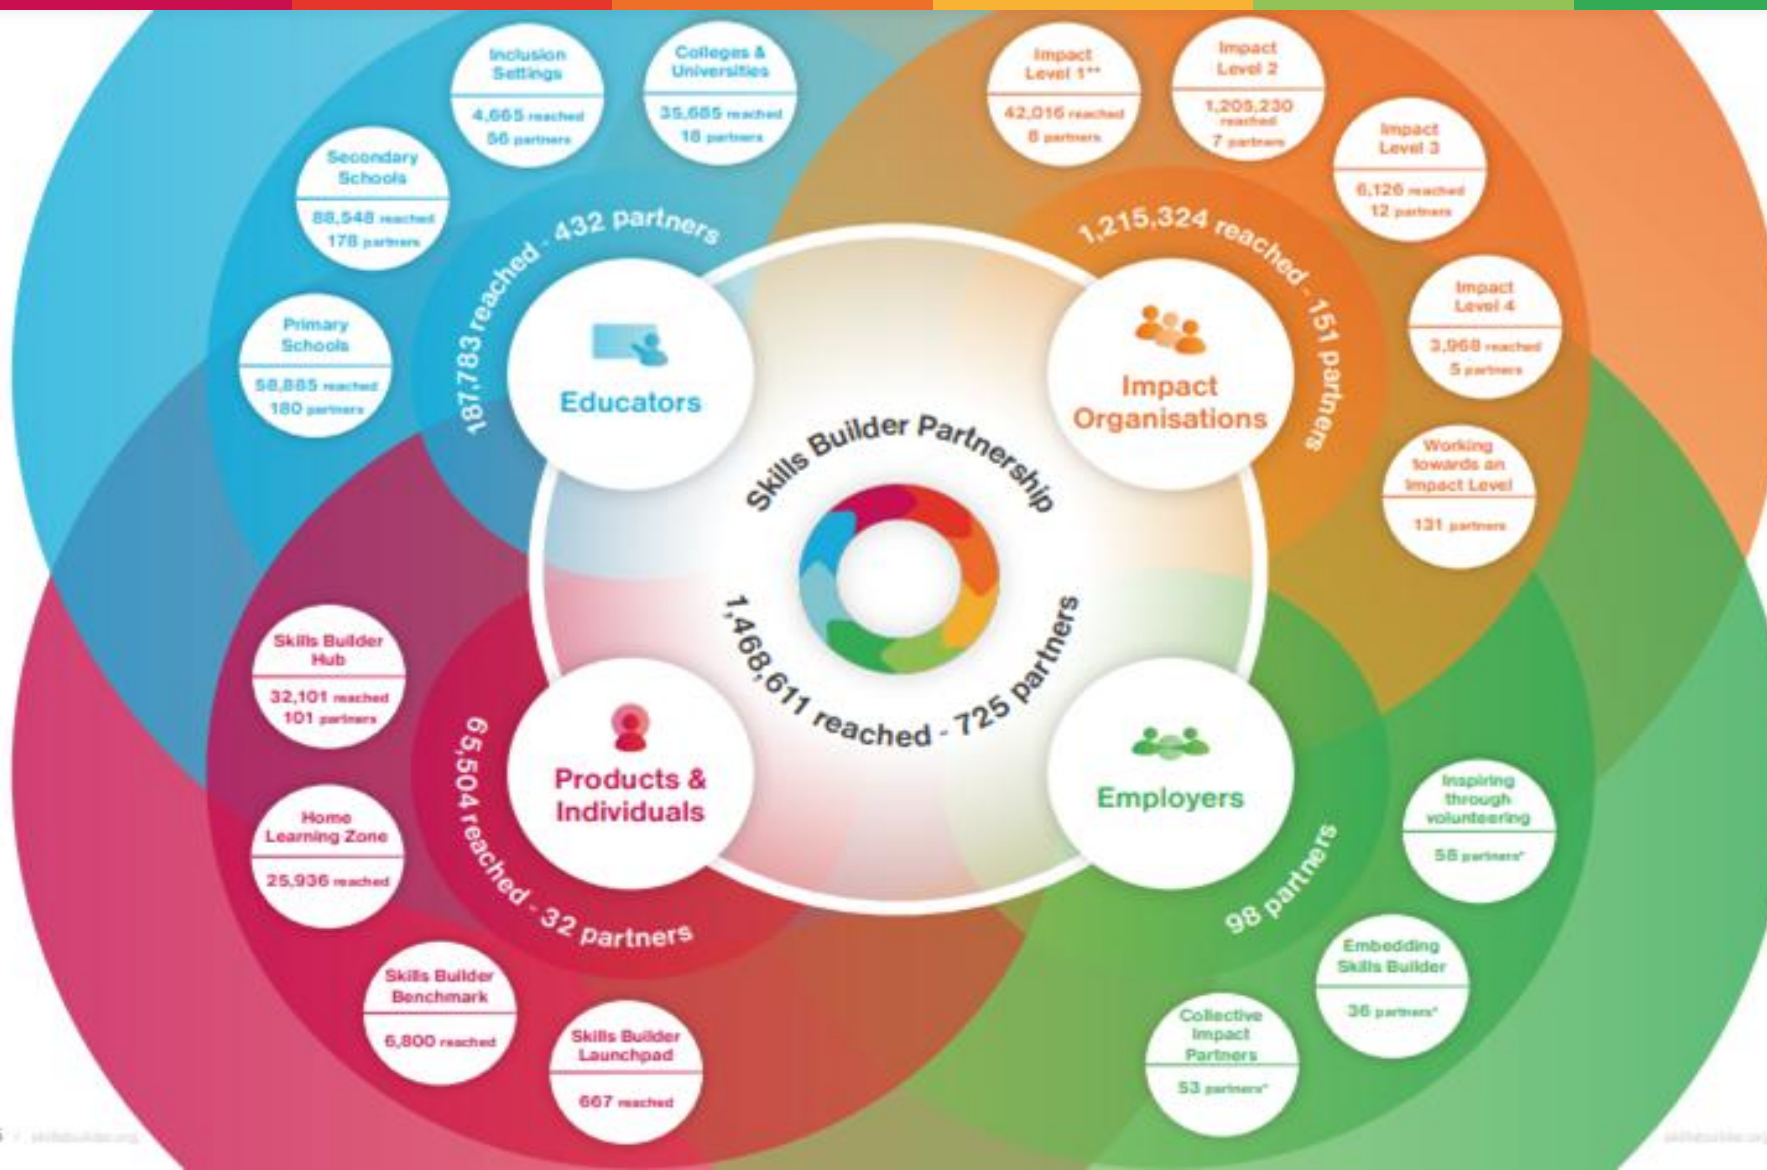 Inclusion
Settings
4,665 reached
56 partners
Colleges &
Universities
35,685 reached
18 partners
Secondary
Schools
88,548 reached
178 partners
Primary
Schools
58,885 reached
180 partners
187,783 reached - 432 partners
Educators
Impact
Level 1**
42,016 reached
8 partners
Impact
Level 2
1,205,230
reached
7 partners
Impact
Level 3
6,126 reached
12 partners
Impact
Level 4
3,968 reached
5 partners
Working
towards an
Impact Level
131 partners
1,215,324 reached - 151 partners
Impact
Organisations
Skills Builder Partnership
1,468,611 reached - 725 partners
Skills Builder
Hub
32,101 reached
101 partners
Home
Learning Zone
25,936 reached
Skills Builder
Benchmark
6,800 reached
Skills Builder
Launchpad
667 reached
65,504 reached - 32 partners
Products &
Individuals
Employers
98 partners
Inspiring
through
volunteering
58 partners*
Embedding
Skills Builder
36 partners*
Collective
Impact
Partners
53 partners*